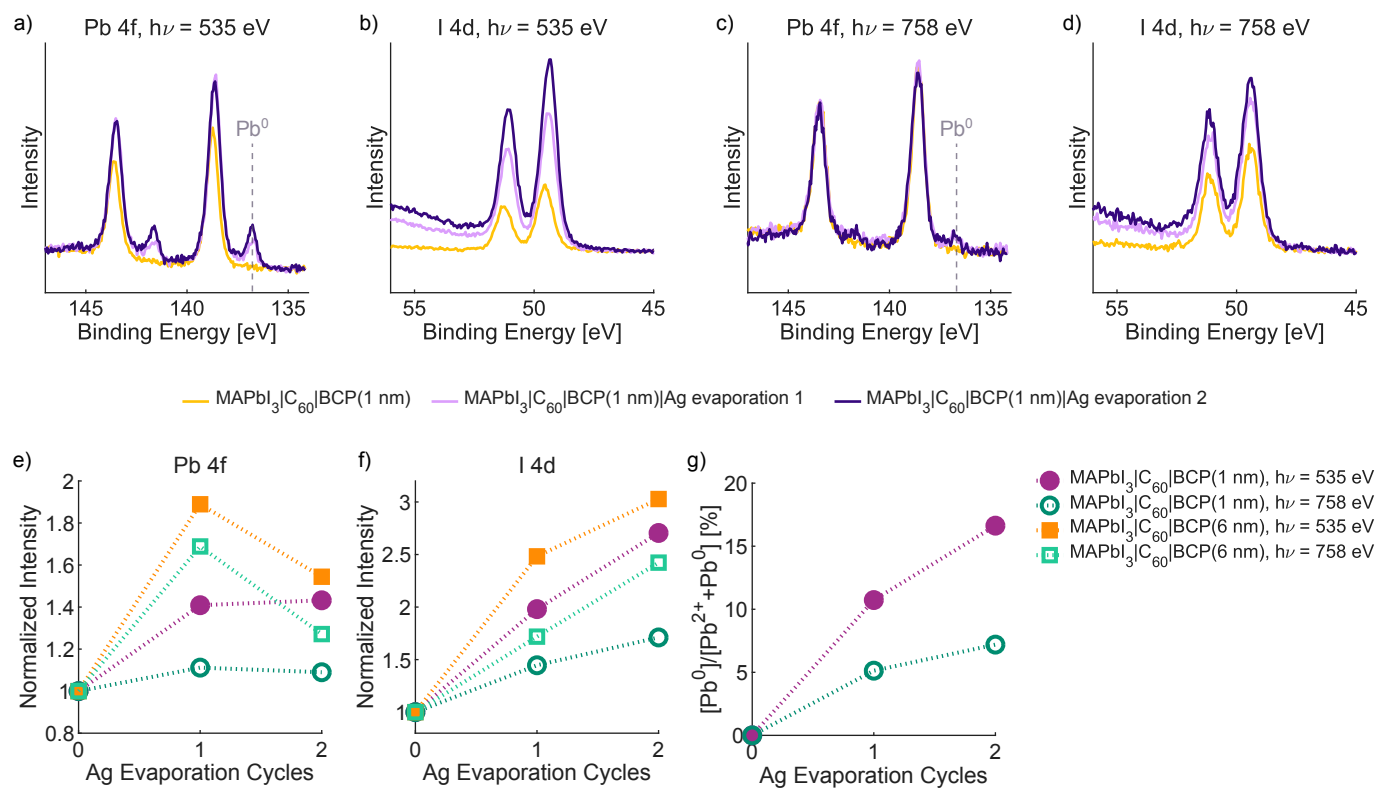 a)
Pb 4f, hν = 535 eV
Intensity
Pb⁰
145
140
135
Binding Energy [eV]
b)
I 4d, hν = 535 eV
Intensity
55
50
45
Binding Energy [eV]
c)
Pb 4f, hν = 758 eV
Intensity
Pb⁰
145
140
135
Binding Energy [eV]
d)
I 4d, hν = 758 eV
Intensity
55
50
45
Binding Energy [eV]
MAPbI₃|C₆₀|BCP(1 nm)
MAPbI₃|C₆₀|BCP(1 nm)|Ag evaporation 1
MAPbI₃|C₆₀|BCP(1 nm)|Ag evaporation 2
e)
Pb 4f
Normalized Intensity
2
1.8
1.6
1.4
1.2
1
0.8
0
1
2
Ag Evaporation Cycles
f)
I 4d
Normalized Intensity
3
2.5
2
1.5
1
0
1
2
Ag Evaporation Cycles
g)
[Pb⁰]/[Pb²⁺+Pb⁰] [%]
20
15
10
5
0
0
1
2
Ag Evaporation Cycles
MAPbI₃|C₆₀|BCP(1 nm), hν = 535 eV
MAPbI₃|C₆₀|BCP(1 nm), hν = 758 eV
MAPbI₃|C₆₀|BCP(6 nm), hν = 535 eV
MAPbI₃|C₆₀|BCP(6 nm), hν = 758 eV